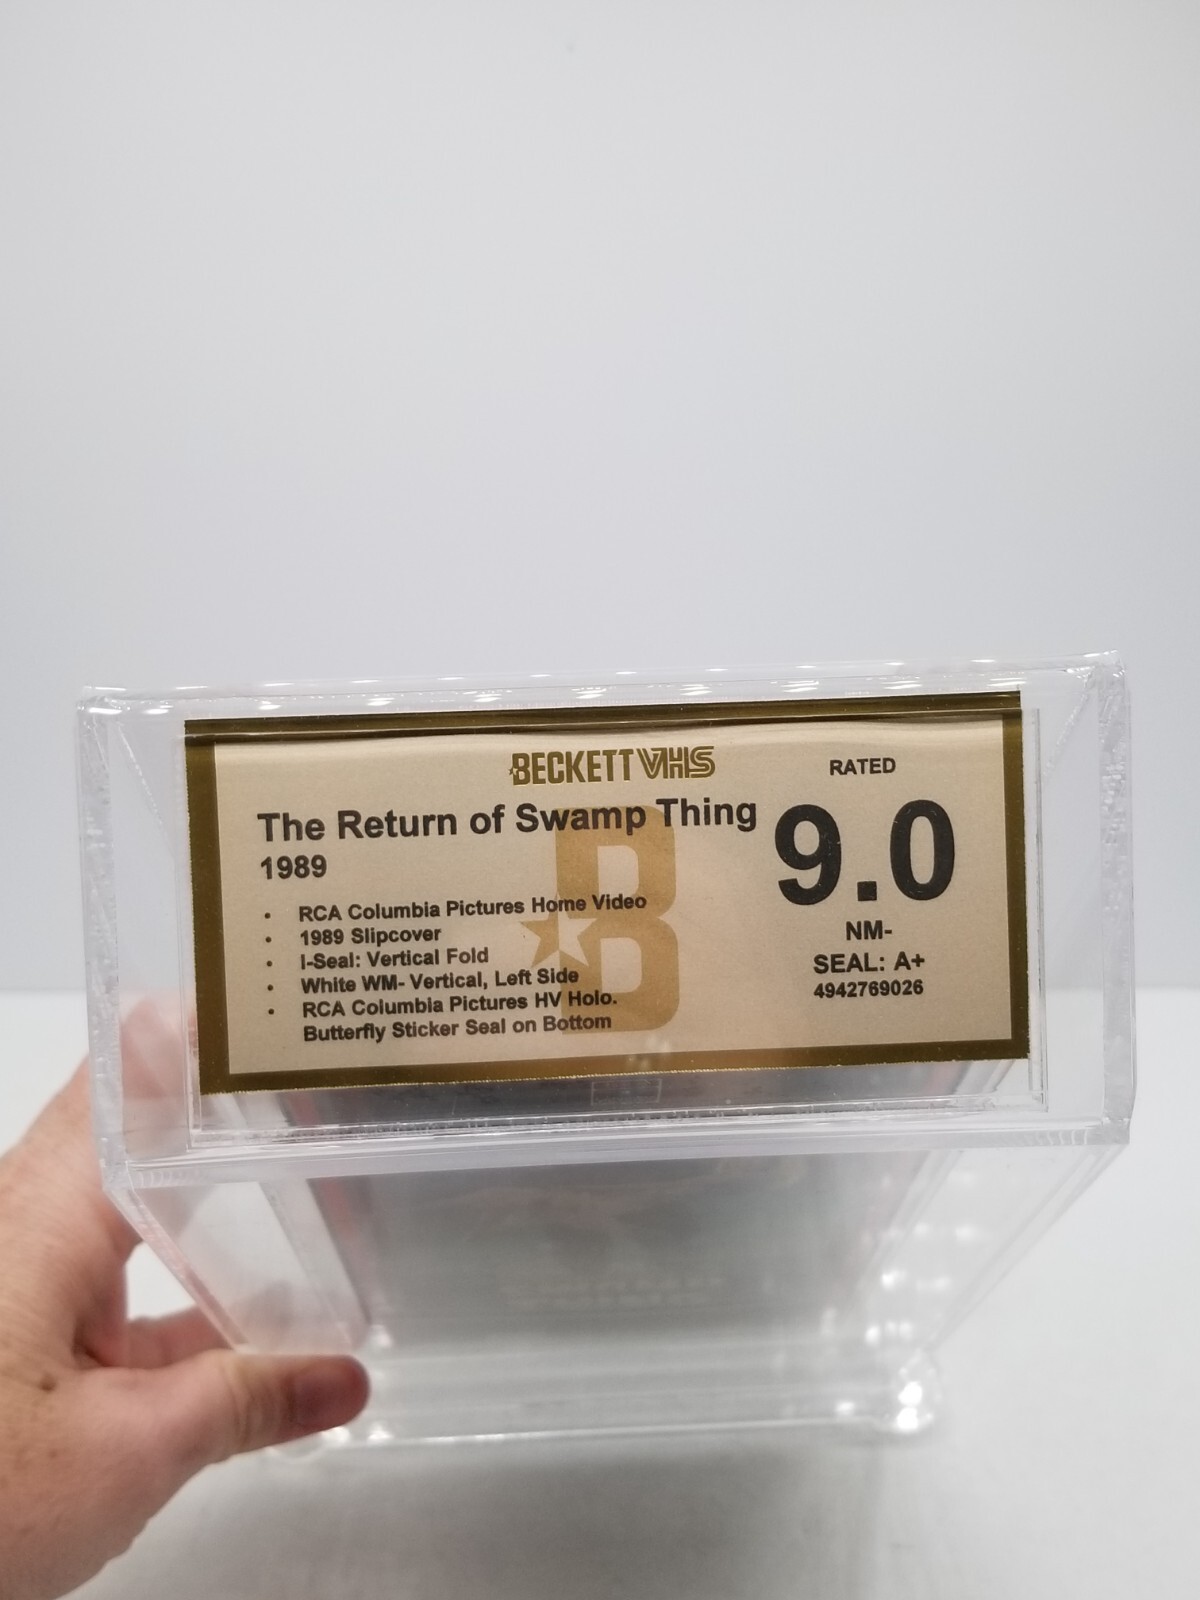 BECKETT VHS
The Return of Swamp Thing
1989
• RCA Columbia Pictures Home Video
• 1989 Slipcover
• I-Seal: Vertical Fold
• White WM- Vertical, Left Side
• RCA Columbia Pictures HV Holo.
Butterfly Sticker Seal on Bottom
B
RATED
9.0
NM-
SEAL: A+
4942769026